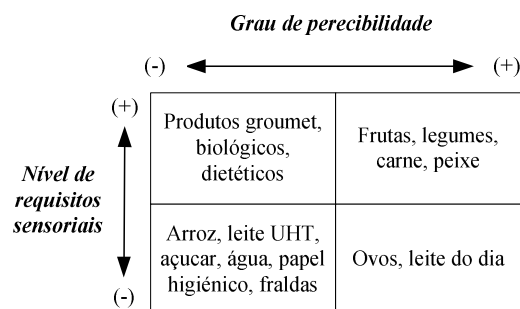 Grau de perecibilidade
(-)
(+)
(+)
Nível de
requisitos
sensoriais
(-)
Produtos groumet,
biológicos,
dietéticos
Frutas, legumes,
carne, peixe
Arroz, leite UHT,
açucar, água, papel
higiénico, fraldas
Ovos, leite do dia